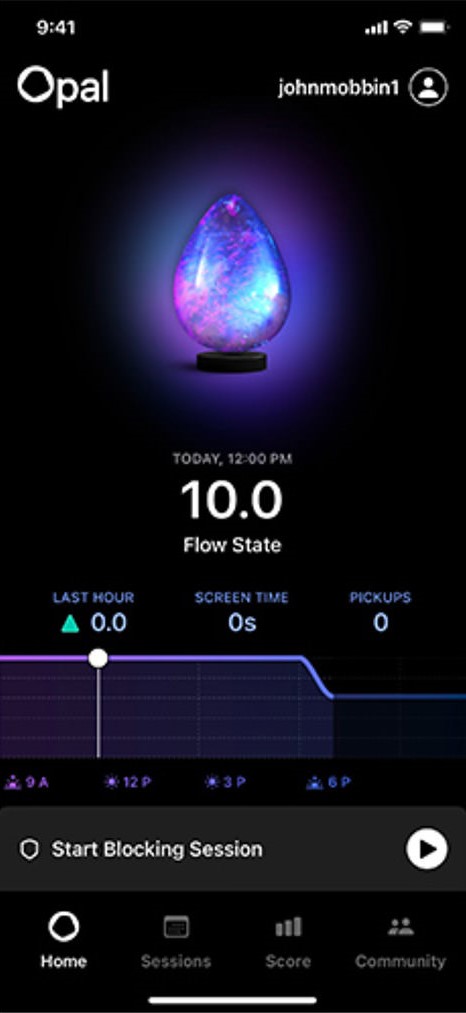 9:41
Opal
johnmobbin1
TODAY, 12:00 PM
10.0
Flow State
LAST HOUR SCREEN TIME PICKUPS
0.0 0s 0
9 A 12 P 3 P 6 P
Start Blocking Session
Home Sessions Score Community